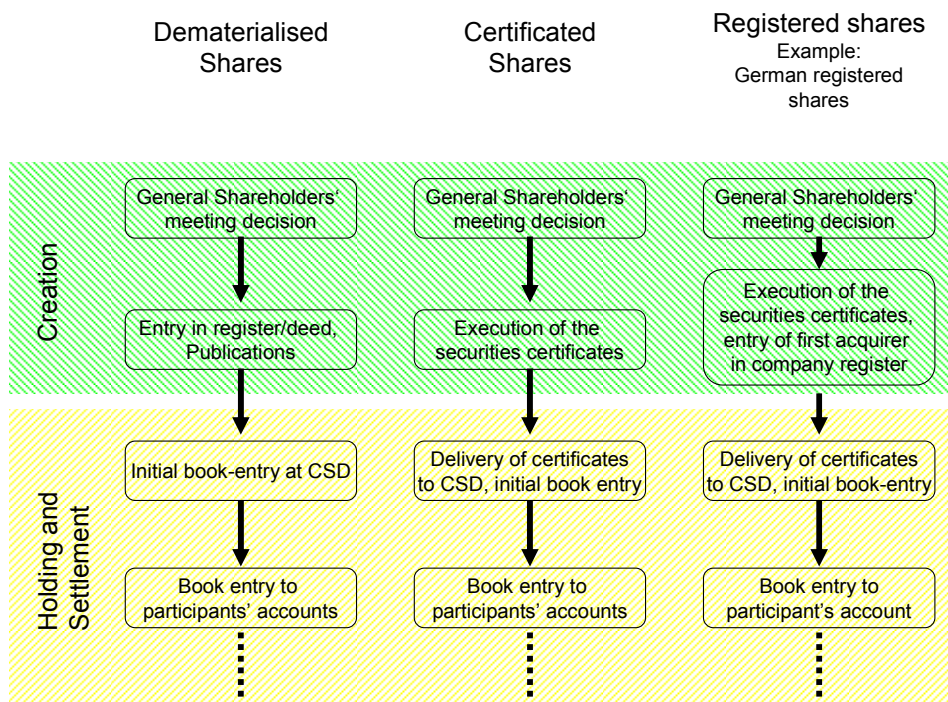 Dematerialised
Shares
Certificated
Shares
Registered shares
Example:
German registered
shares
Creation
General Shareholders‘
meeting decision
General Shareholders‘
meeting decision
General Shareholders‘
meeting decision
Entry in register/deed,
Publications
Execution of the
securities certificates
Execution of the
securities certificates,
entry of first acquirer
in company register
Holding and
Settlement
Initial book-entry at CSD
Delivery of certificates
to CSD, initial book entry
Delivery of certificates
to CSD, initial book-entry
Book entry to
participants’ accounts
Book entry to
participants’ accounts
Book entry to
participant’s account